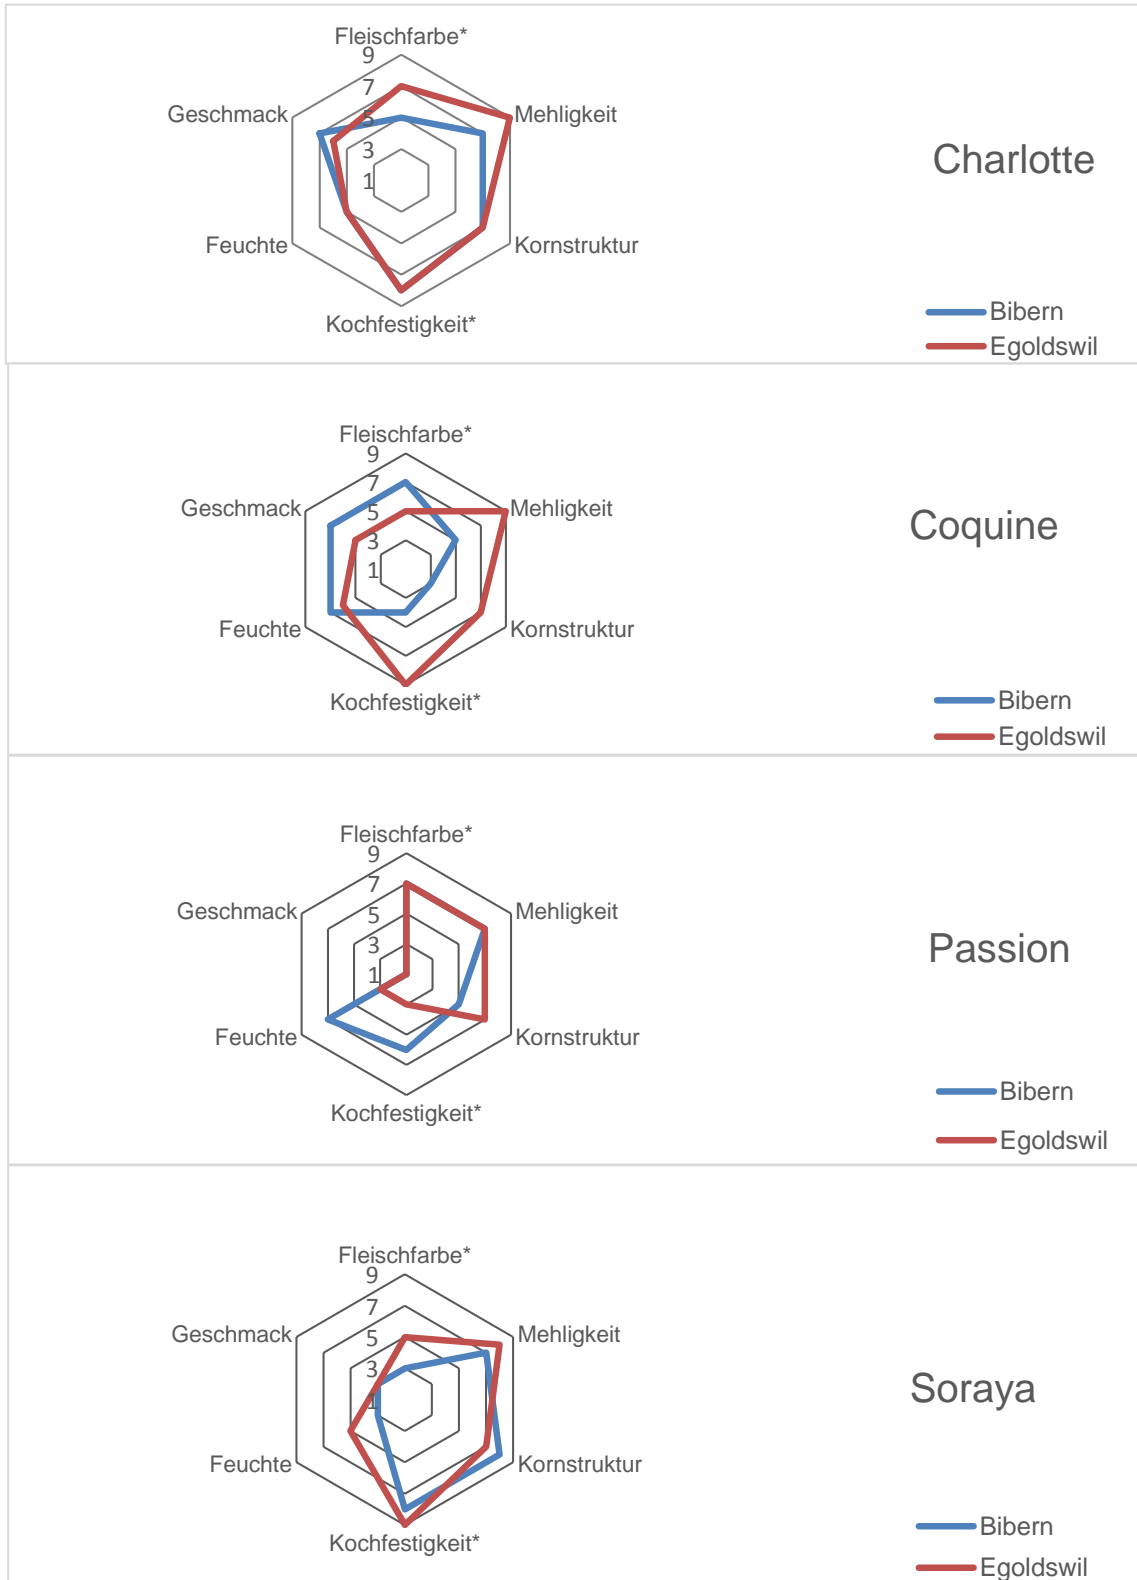 Fleischfarbe*
9
7
5
3
1
Mehligkeit
Kornstruktur
Kochfestigkeit*
Feuchte
Geschmack
Charlotte
Bibern
Egoldswil
Fleischfarbe*
9
7
5
3
1
Mehligkeit
Kornstruktur
Kochfestigkeit*
Feuchte
Geschmack
Coquine
Bibern
Egoldswil
Fleischfarbe*
9
7
5
3
1
Mehligkeit
Kornstruktur
Kochfestigkeit*
Feuchte
Geschmack
Passion
Bibern
Egoldswil
Fleischfarbe*
9
7
5
3
1
Mehligkeit
Kornstruktur
Kochfestigkeit*
Feuchte
Geschmack
Soraya
Bibern
Egoldswil